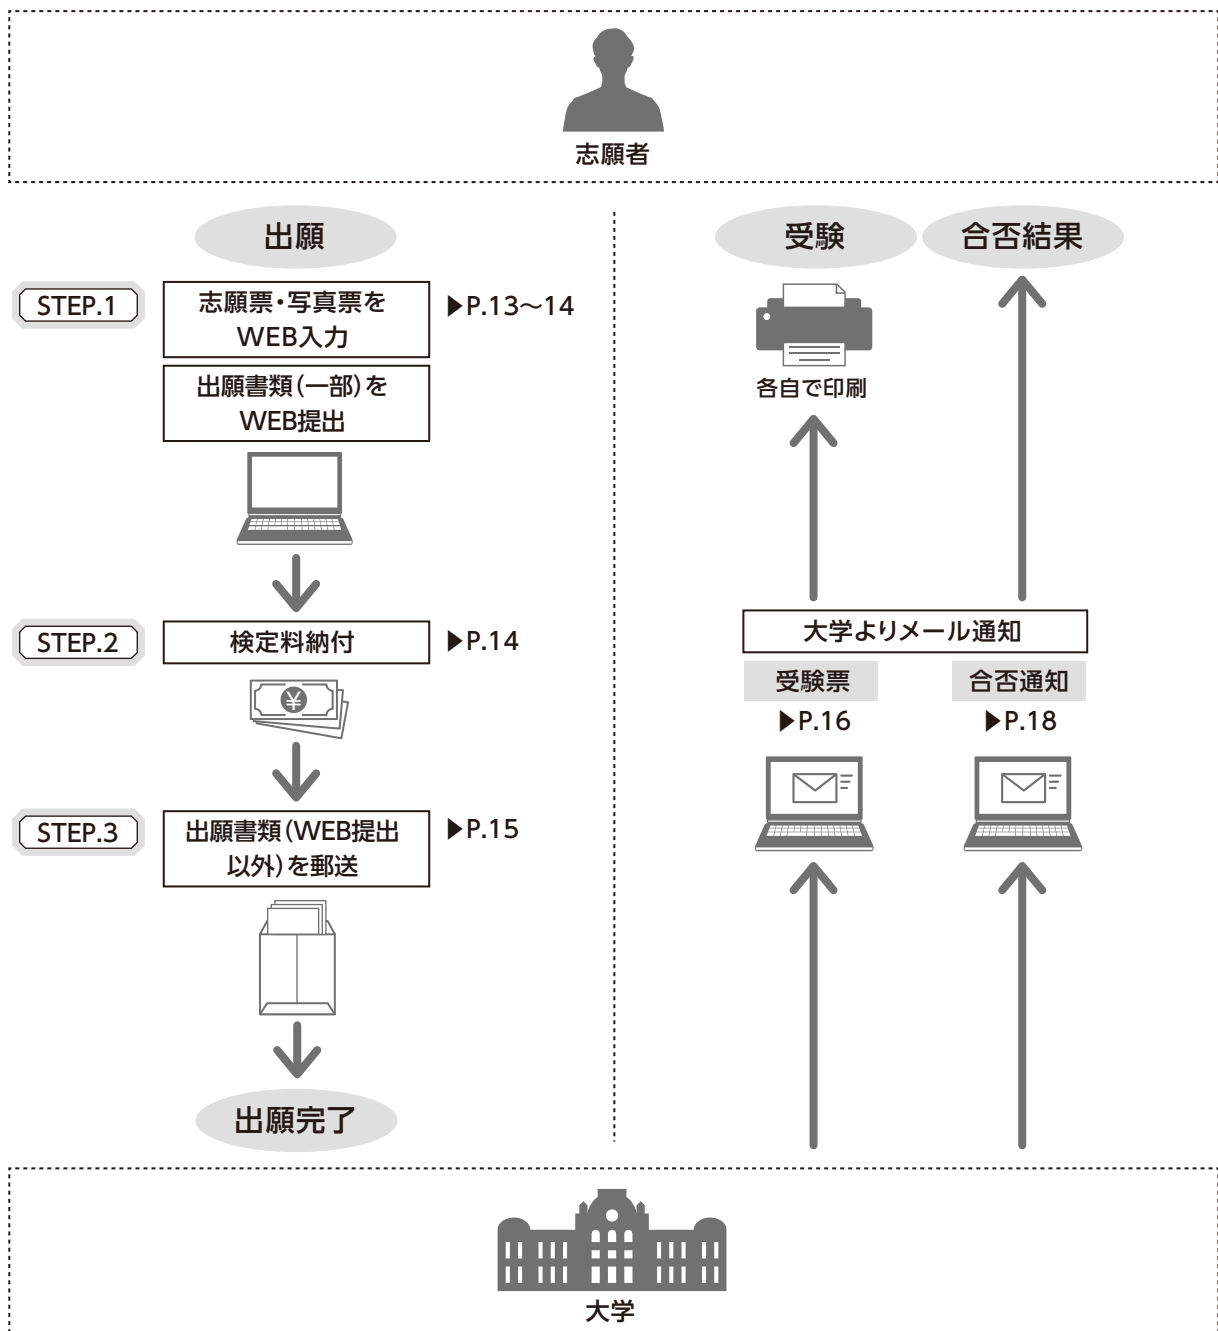 志願者
出願
STEP.1
志願票・写真票を
WEB入力
▶P.13〜14
出願書類(一部)を
WEB提出
STEP.2
検定料納付
▶P.14
¥
STEP.3
出願書類(WEB提出
以外)を郵送
▶P.15
出願完了
受験
合否結果
各自で印刷
大学よりメール通知
受験票
合否通知
▶P.16
▶P.18
大学